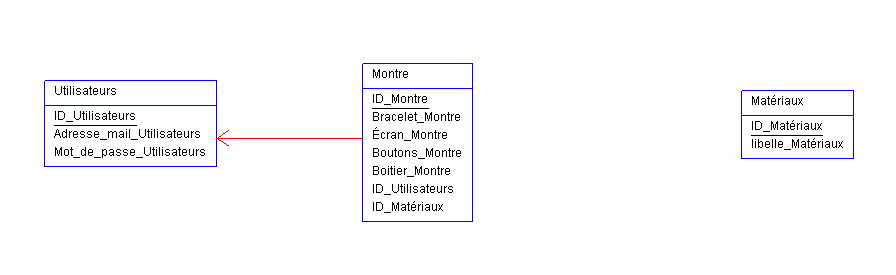 Utilisateurs
ID_Utilisateurs
Adresse_mail_Utilisateurs
Mot_de_passe_Utilisateurs
Montre
ID_Montre
Bracelet_Montre
Écran_Montre
Boutons_Montre
Boitier_Montre
ID_Utilisateurs
ID_Matériaux
Matériaux
ID_Matériaux
libelle_Matériaux